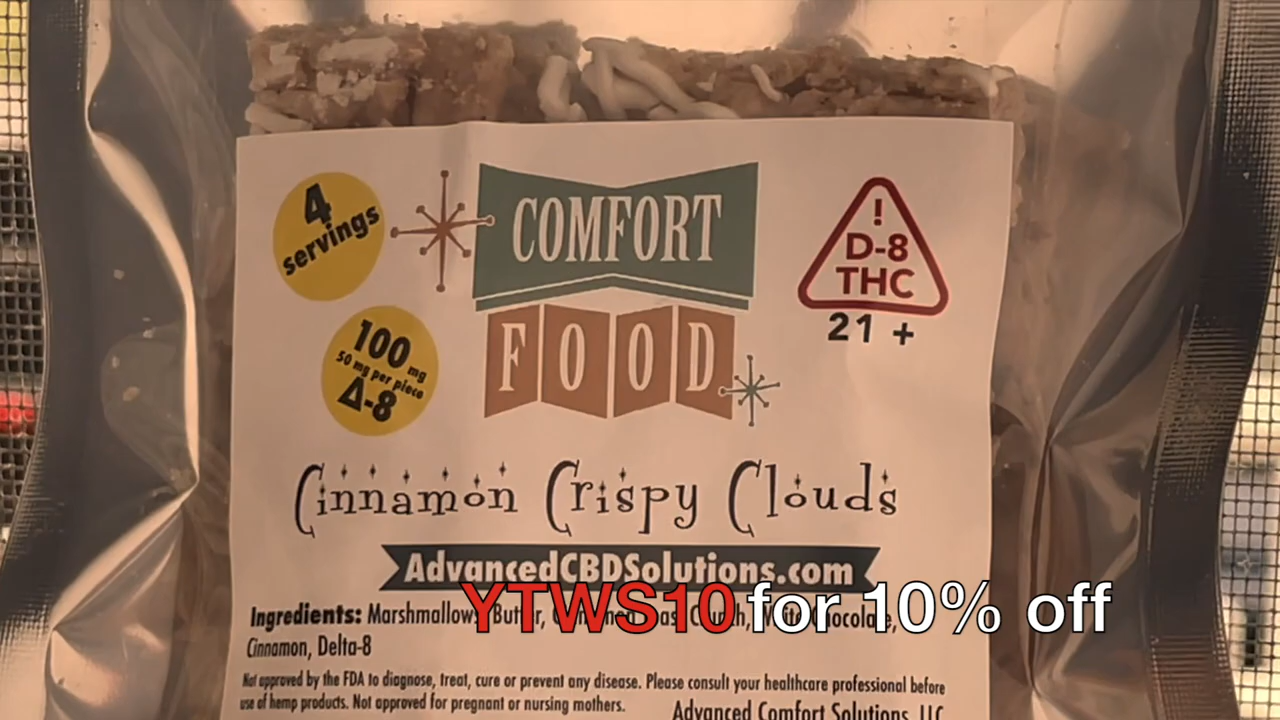 4
servings
COMFORT
FOOD
!
D-8
THC
21 +
100 mg
50 mg per piece
Δ-8
Cinnamon Crispy Clouds
AdvancedCBDSolutions.com
YTWS10 for 10% off
Ingredients: Marshmallows, Butter,
Cinnamon, Delta-8
Not approved by the FDA to diagnose, treat, cure or prevent any disease. Please consult your healthcare professional before
use of hemp products. Not approved for pregnant or nursing mothers.
Advanced Comfort Solutions, LLC